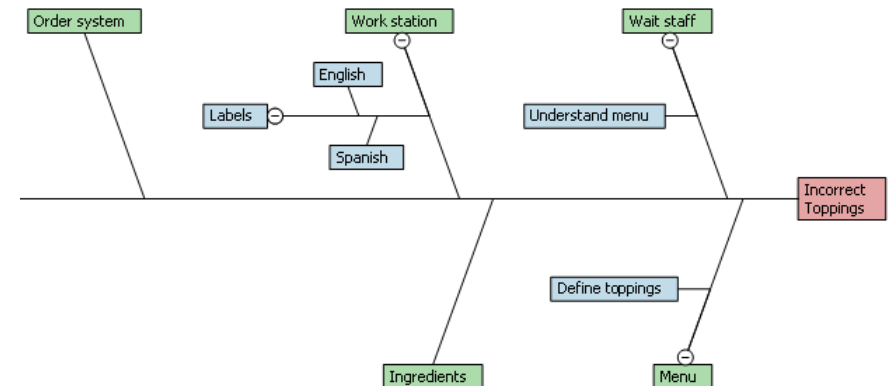 Order system
Work station
Wait staff
English
Labels
Understand menu
Spanish
Incorrect
Toppings
Define toppings
Ingredients
Menu